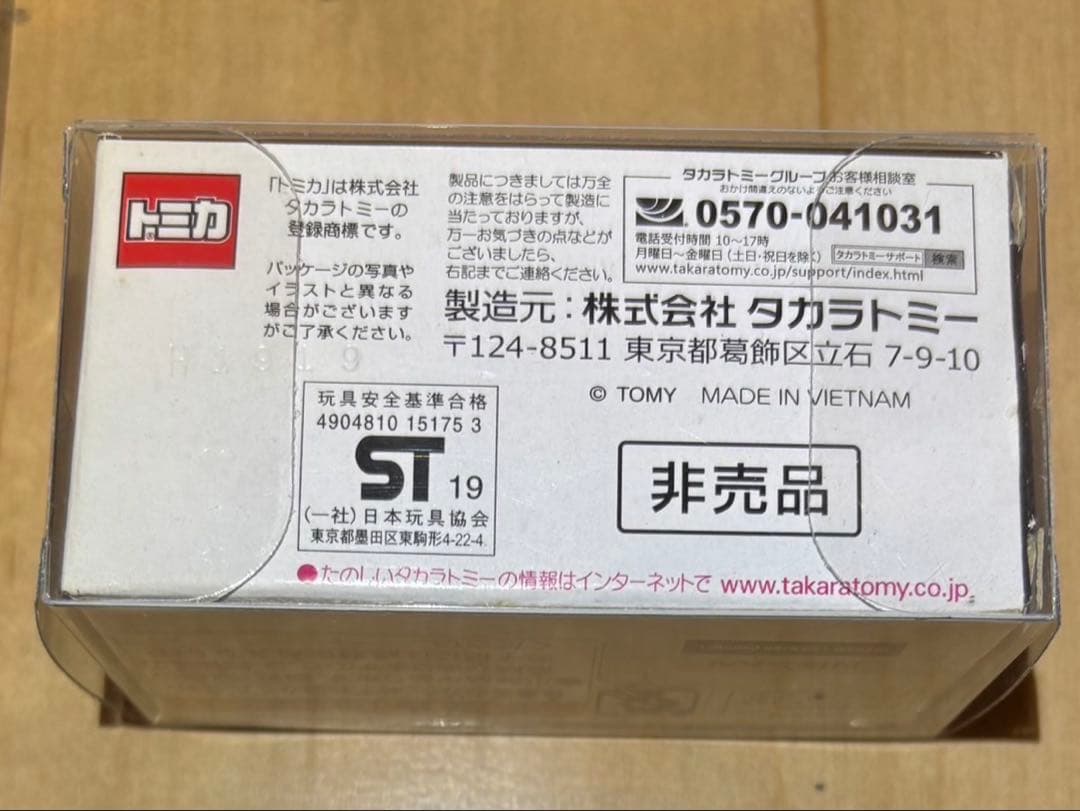 トミカ
®
「トミカ」は株式会社
タカラトミーの
登録商標です。
パッケージの写真や
イラストと異なる
場合がございます
がご了承ください。
製品につきましては万全
の注意をはらって製造に
当たっておりますが、
万一お気づきの点などが
ございましたら、
右記までご連絡ください。
タカラトミーグループ お客様相談室
おかけ間違えのないようご注意ください
0570-041031
電話受付時間 10〜17時
月曜日〜金曜日 (土日・祝日を除く) タカラトミーサポート 検索
www.takaratomy.co.jp/support/index.html
製造元：株式会社 タカラトミー
〒124-8511 東京都葛飾区立石 7-9-10
© TOMY MADE IN VIETNAM
玩具安全基準合格
4904810 15175 3
ST 19
(一社) 日本玩具協会
東京都墨田区東駒形4-22-4
非売品
●たのしいタカラトミーの情報はインターネットで www.takaratomy.co.jp